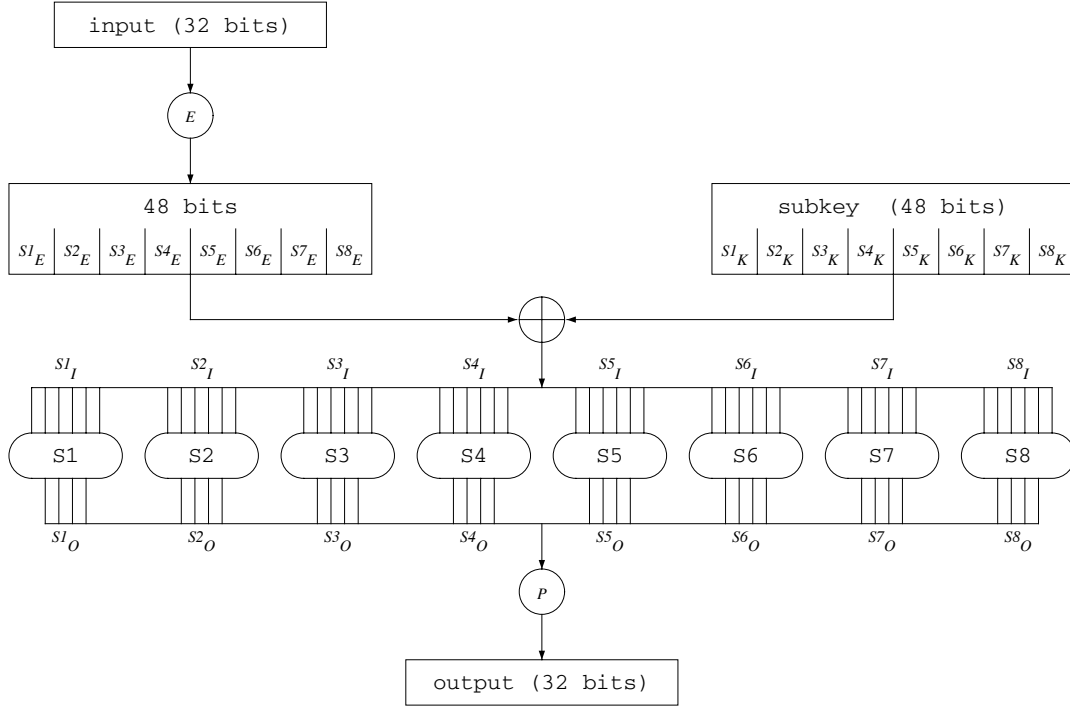 input (32 bits)
E
48 bits
subkey (48 bits)
S1E S2E S3E S4E S5E S6E S7E S8E
S1K S2K S3K S4K S5K S6K S7K S8K
S1I S2I S3I S4I S5I S6I S7I S8I
S1 S2 S3 S4 S5 S6 S7 S8
S1O S2O S3O S4O S5O S6O S7O S8O
P
output (32 bits)